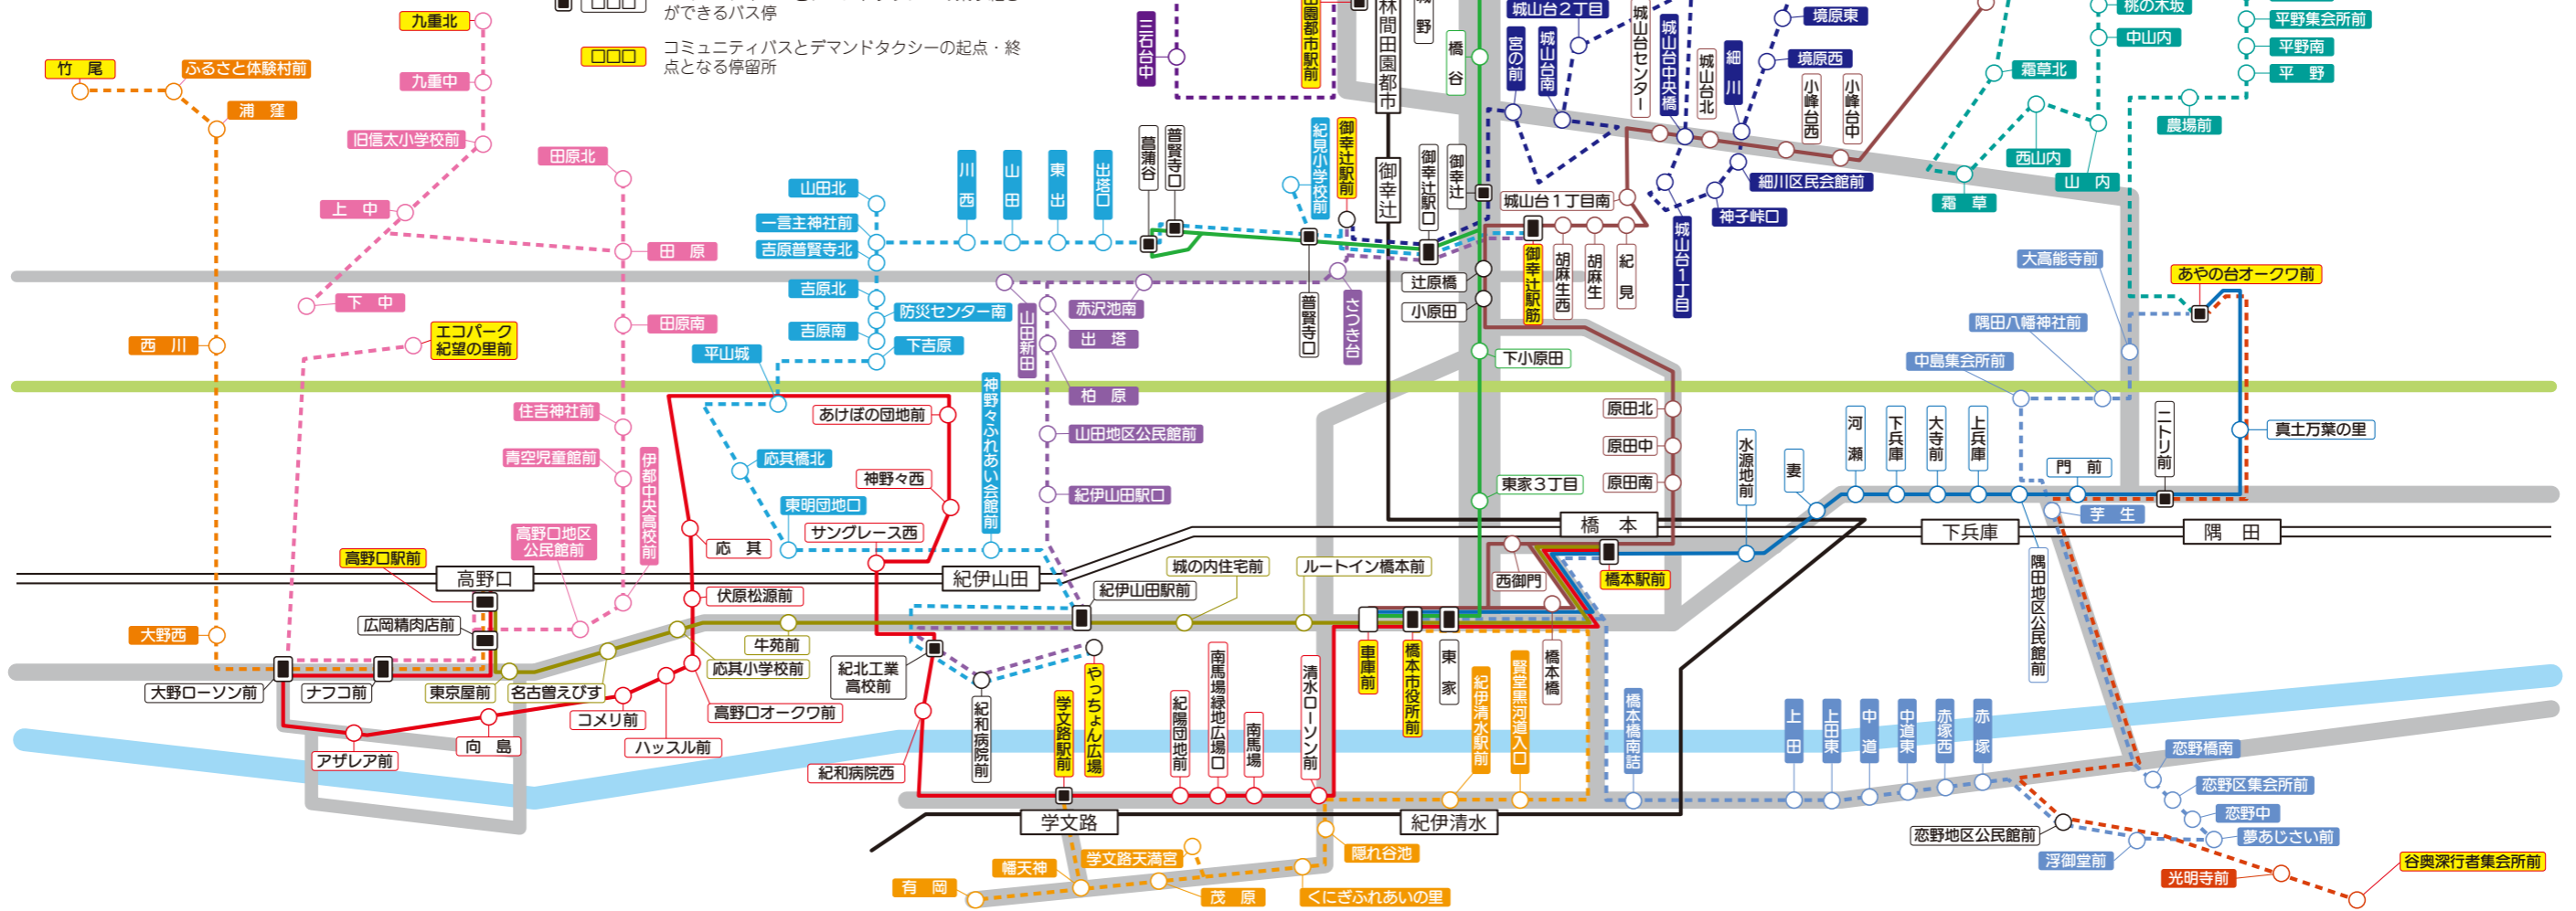 ができるバス停
□□□
コミュニティバスとデマンドタクシーの起点・終
点となる停留所
九重北
九重中
旧信太小学校前
上 中
下 中
竹 尾
ふるさと体験村前
浦 窪
西 川
大野西
田原北
田 原
田原南
エコパーク
紀望の里前
住吉神社前
青空児童館前
伊都中央高校前
高野口地区
公民館前
高野口駅前
高野口
広岡精肉店前
大野ローソン前
ナフコ前
東京屋前
名古曽えびす
アザレア前
向 島
コメリ前
ハッスル前
高野口オークワ前
応其小学校前
牛苑前
伏原松源前
応 其
あけぼの団地前
神野々西
サングレース西
山田北
一言主神社前
吉原普賢寺北
吉原北
防災センター南
吉原南
下吉原
平山城
応其橋北
東明団地口
神野々ふれあい会館前
川 西
山 田
東 出
出塔口
菖蒲谷
普賢寺口
普賢寺口
紀見小学校前
御幸辻駅前
三石台中
田園都市駅前
林間田園都市
城 野
橋 谷
御幸辻
御幸辻駅口
御幸辻
辻原橋
小原田
下小原田
東家3丁目
さつき台
赤沢池南
山田新田
出 塔
柏 原
山田地区公民館前
紀伊山田駅口
紀伊山田
紀伊山田駅前
城の内住宅前
ルートイン橋本前
紀北工業
高校前
紀和病院前
やっちょん広場
紀和病院西
学文路駅前
紀陽団地前
南馬場緑地広場口
南馬場
清水ローソン前
車庫前
橋本市役所前
東 家
学文路
幡天神
有 岡
学文路天満宮
茂 原
くにぎふれあいの里
隠れ谷池
紀伊清水
紀伊清水駅前
賢堂黒河道入口
橋本橋
西御門
橋本駅前
橋 本
橋本橋南詰
城山台2丁目
宮の前
城山台南
城山台センター
城山台中央橋
城山台北
細 川
境原東
境原西
小峰台西
小峰台中
細川区民会館前
神子峠口
城山台1丁目
城山台1丁目南
御幸辻駅筋
胡麻生西
胡麻生
紀 見
原田北
原田中
原田南
水源地前
妻
河 瀬
下兵庫
大寺前
上兵庫
門 前
ニトリ前
真土万葉の里
下兵庫
隅 田
隅田地区公民館前
芋 生
中島集会所前
隅田八幡神社前
大高能寺前
あやの台オークワ前
桃の木坂
中山内
霜草北
西山内
山 内
霜 草
平野集会所前
平野南
平 野
農場前
上 田
上田東
中 道
中道東
赤塚西
赤 塚
恋野橋南
恋野区集会所前
恋野中
夢あじさい前
恋野地区公民館前
浮御堂前
光明寺前
谷奥深行者集会所前